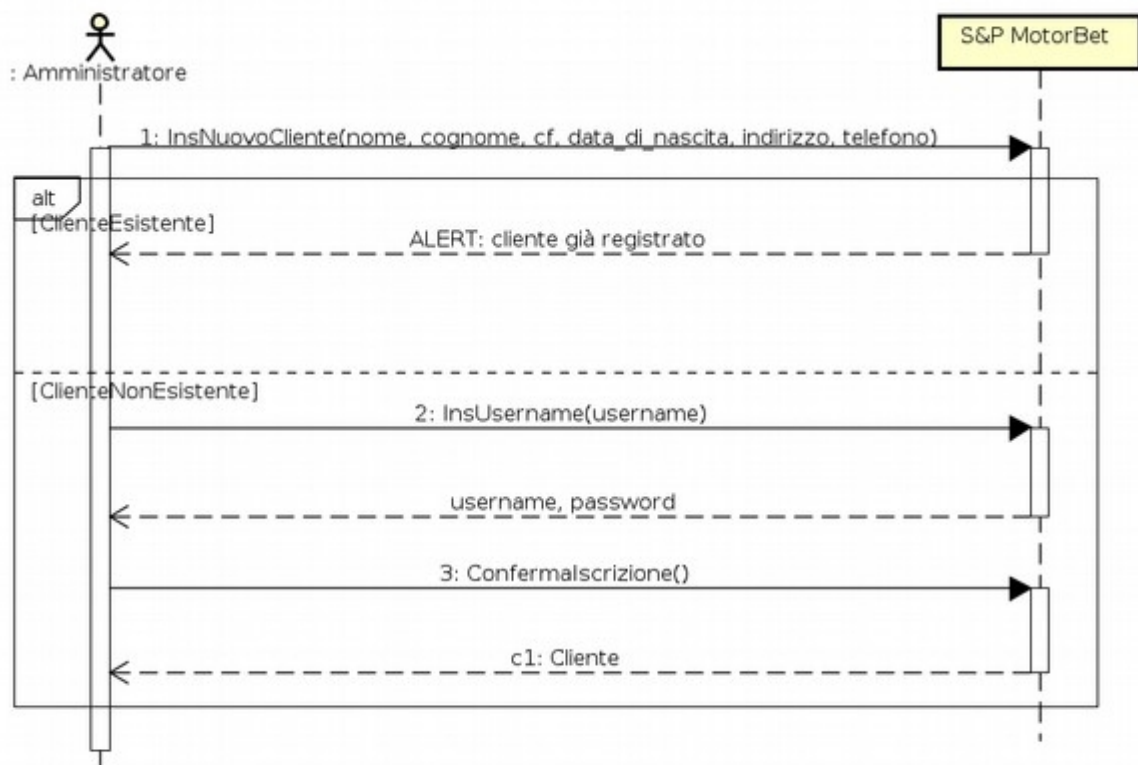 : Amministratore
S&P MotorBet
1: InsNuovoCliente(nome, cognome, cf, data_di_nascita, indirizzo, telefono)
alt
[ClienteEsistente]
ALERT: cliente già registrato
[ClienteNonEsistente]
2: InsUsername(username)
username, password
3: ConfermaIscrizione()
c1: Cliente